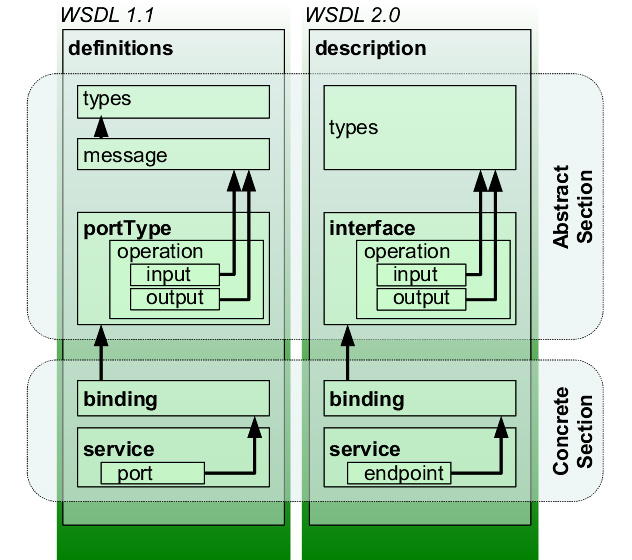 WSDL 1.1
definitions
types
message
portType
operation
input
output
binding
service
port
WSDL 2.0
description
types
interface
operation
input
output
binding
service
endpoint
Abstract
Section
Concrete
Section